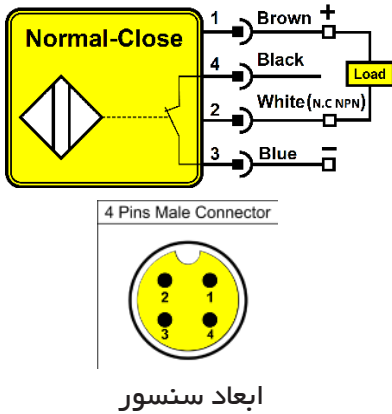 Normal-Close
1 Brown +
4 Black
Load
2 White (N.C NPN)
3 Blue −
4 Pins Male Connector
2 1
3 4
ابعاد سنسور